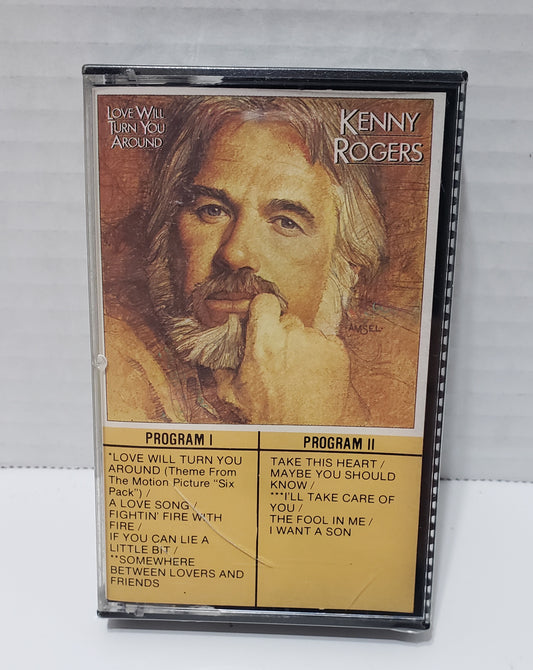 LOVE WILL
TURN YOU
AROUND
KENNY
ROGERS
AMSEL
PROGRAM I
*LOVE WILL TURN YOU
AROUND (Theme From
The Motion Picture "Six
Pack") /
A LOVE SONG /
FIGHTIN' FIRE WITH
FIRE /
IF YOU CAN LIE A
LITTLE BIT /
**SOMEWHERE
BETWEEN LOVERS AND
FRIENDS
PROGRAM II
TAKE THIS HEART /
MAYBE YOU SHOULD
KNOW /
***I'LL TAKE CARE OF
YOU /
THE FOOL IN ME /
I WANT A SON